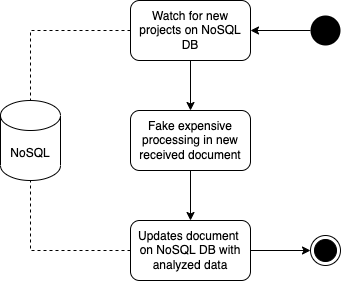 Watch for new
projects on NoSQL
DB
NoSQL
Fake expensive
processing in new
received document
Updates document
on NoSQL DB with
analyzed data